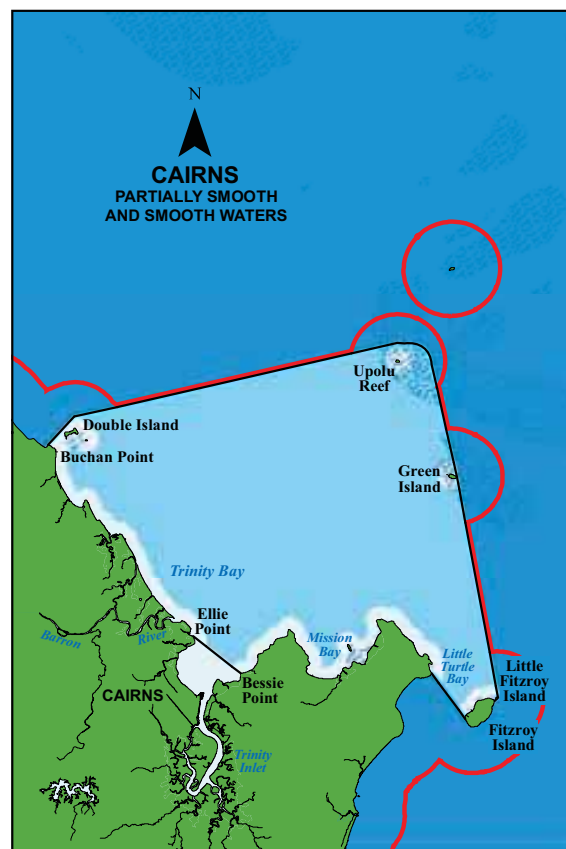 N
CAIRNS
PARTIALLY SMOOTH
AND SMOOTH WATERS
Upolu
Reef
Double Island
Buchan Point
Green
Island
Trinity Bay
Ellie
Point
Barron
River
Mission
Bay
Little
Turtle
Bay
Little
Fitzroy
Island
Bessie
Point
CAIRNS
Fitzroy
Island
Trinity
Inlet